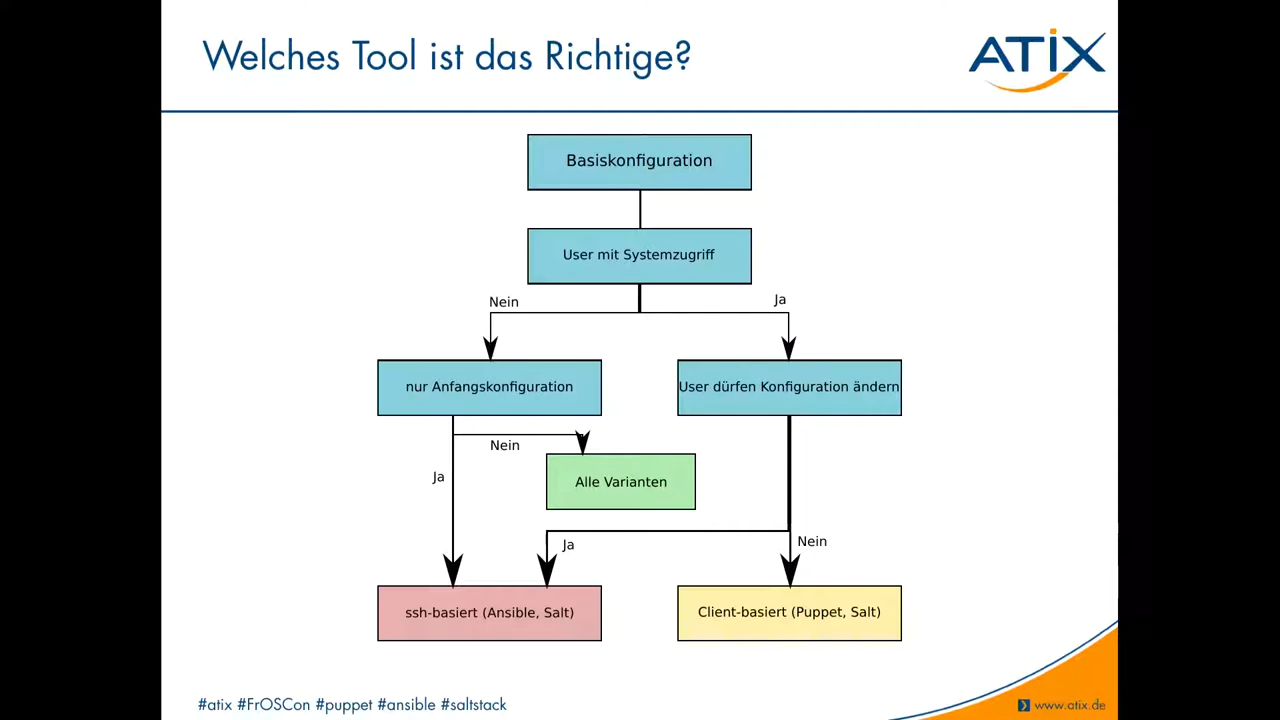 Welches Tool ist das Richtige?
ATIX
Basiskonfiguration
User mit Systemzugriff
Nein
Ja
nur Anfangskonfiguration
User dürfen Konfiguration ändern
Nein
Ja
Alle Varianten
Ja
Nein
ssh-basiert (Ansible, Salt)
Client-basiert (Puppet, Salt)
#atix #FrOSCon #puppet #ansible #saltstack
www.atix.de